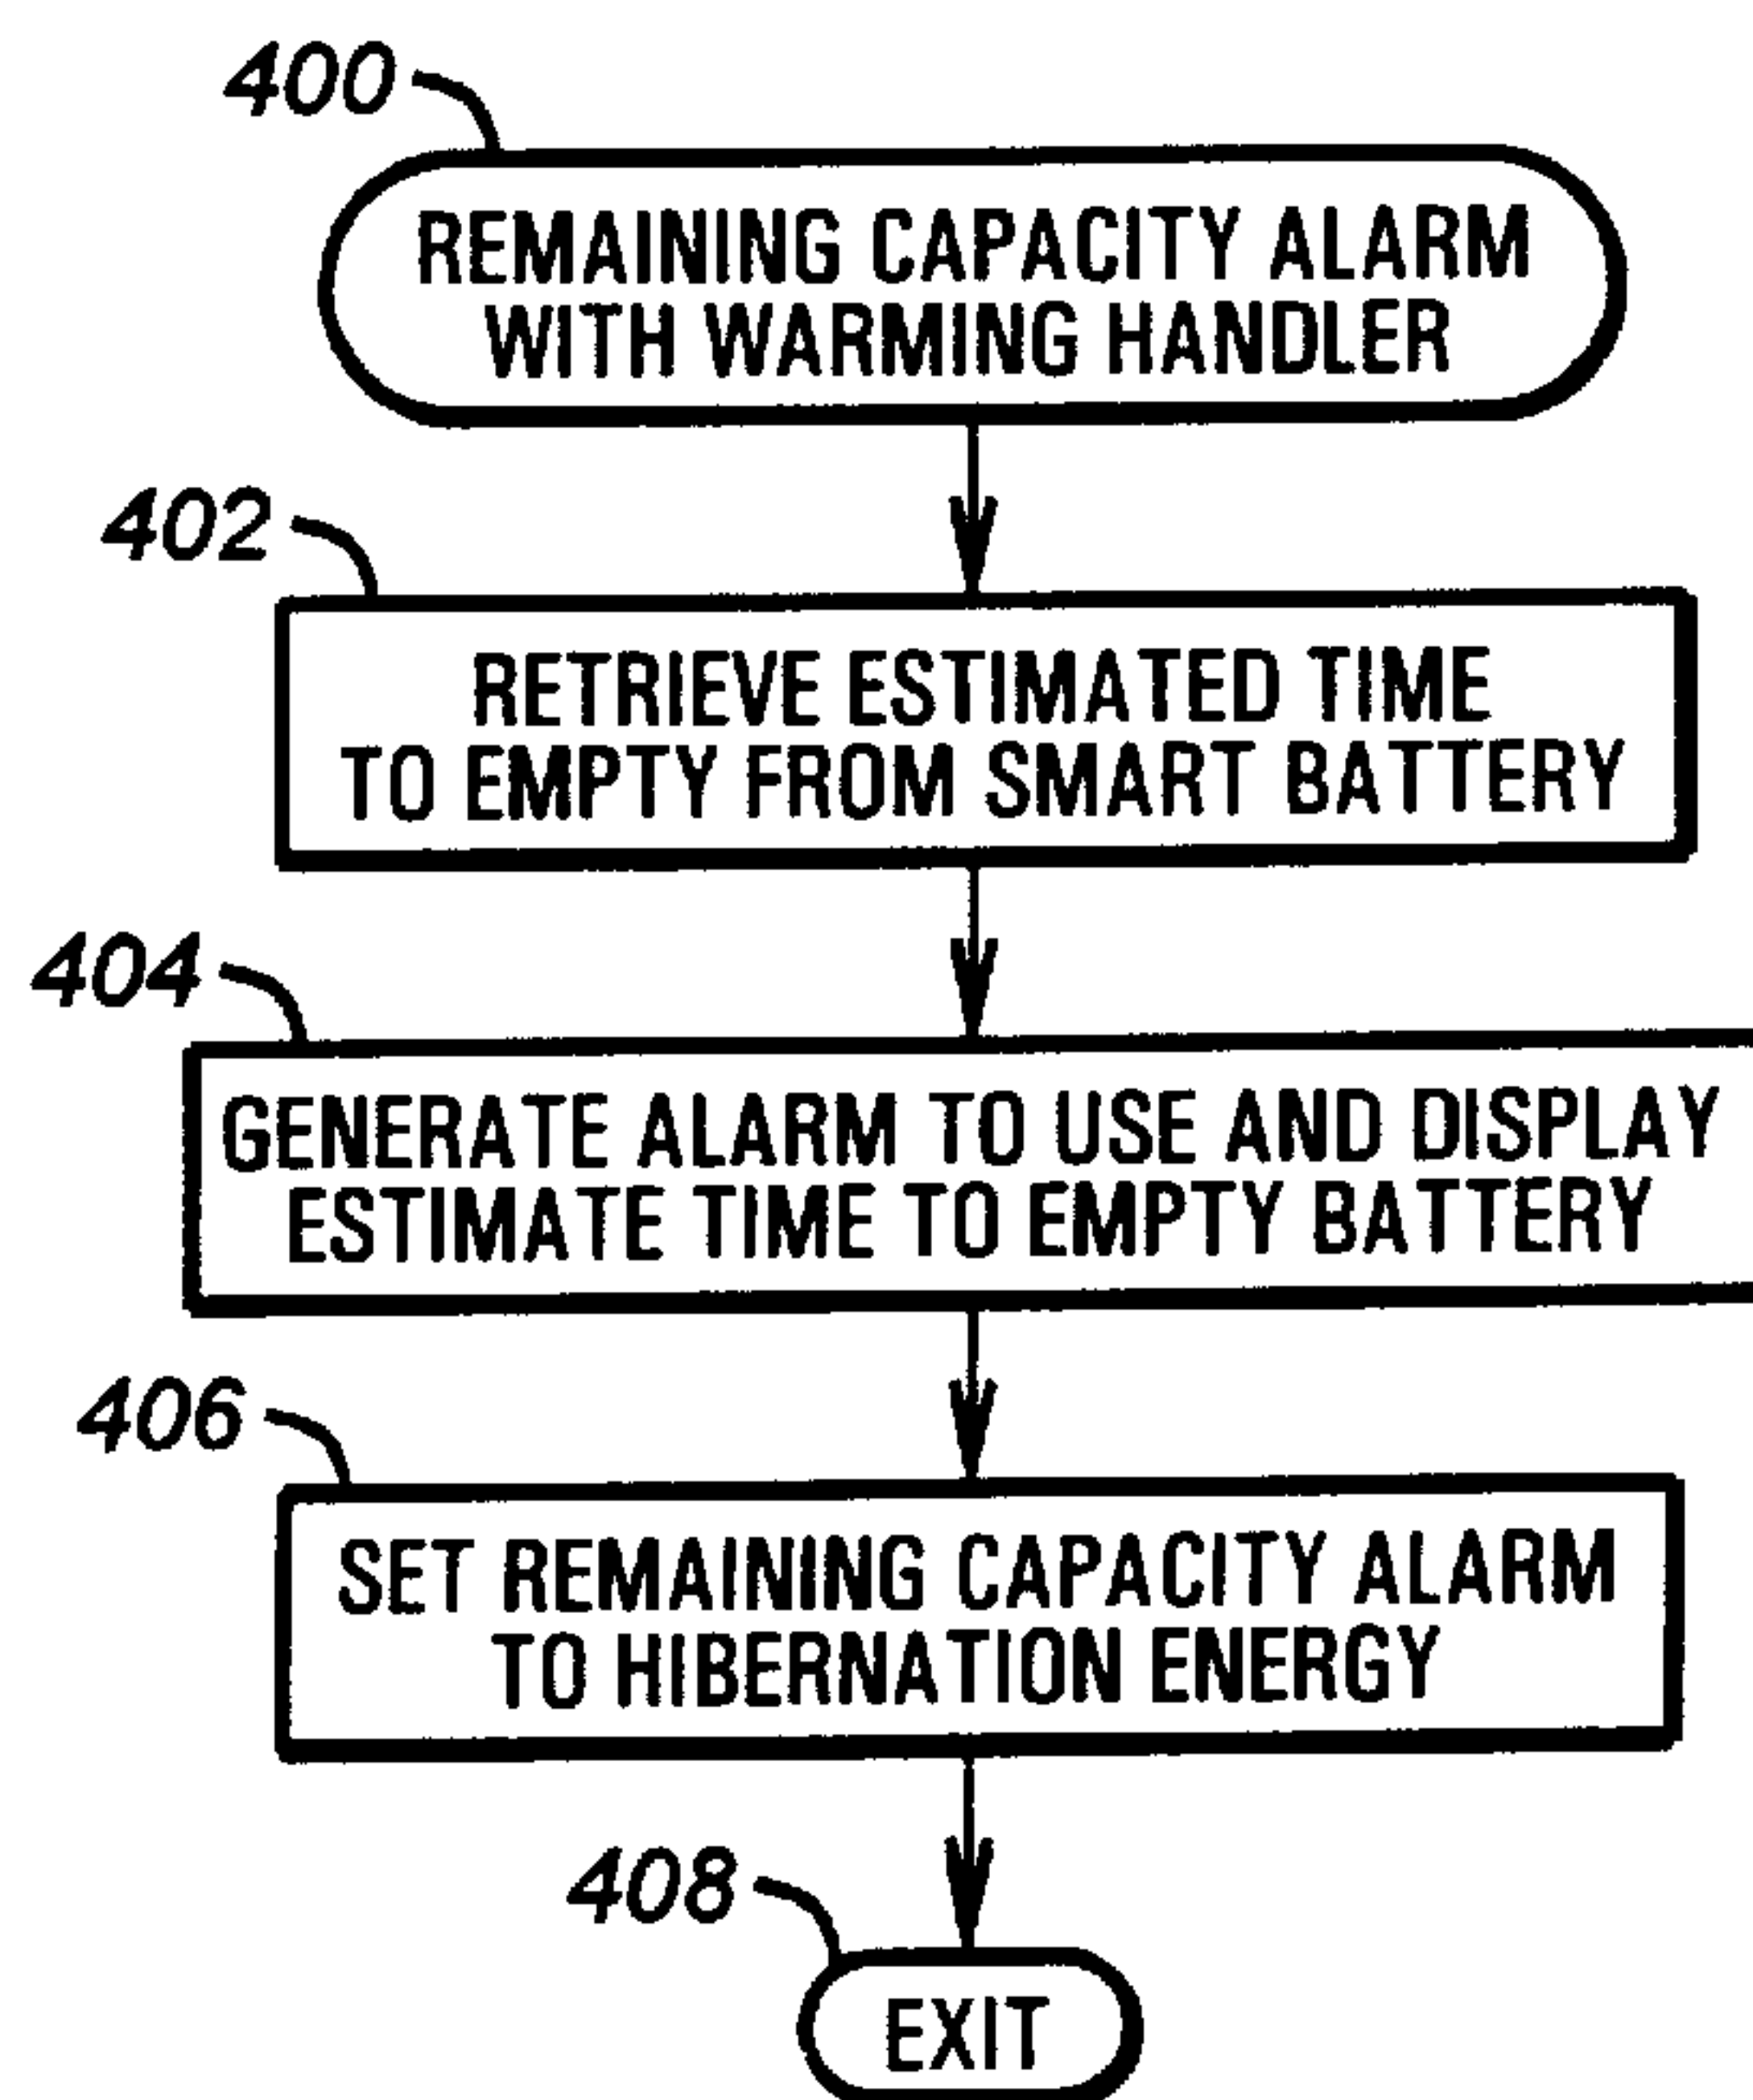 400
REMAINING CAPACITY ALARM
WITH WARMING HANDLER
402
RETRIEVE ESTIMATED TIME
TO EMPTY FROM SMART BATTERY
404
GENERATE ALARM TO USE AND DISPLAY
ESTIMATE TIME TO EMPTY BATTERY
406
SET REMAINING CAPACITY ALARM
TO HIBERNATION ENERGY
408
EXIT